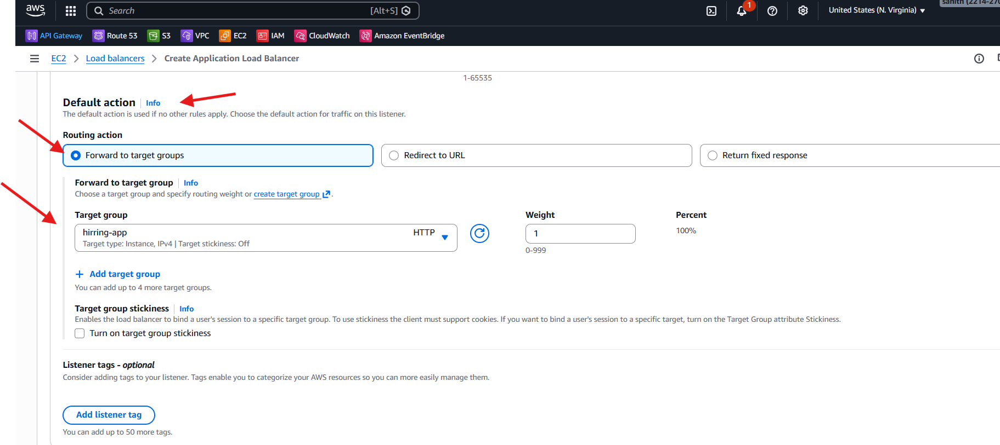 aws
Search [Alt+S]
1
United States (N. Virginia)
API Gateway Route 53 S3 VPC EC2 IAM CloudWatch Amazon EventBridge
EC2 Load balancers Create Application Load Balancer
1-65535
Default action Info
The default action is used if no other rules apply. Choose the default action for traffic on this listener.
Routing action
Forward to target groups Redirect to URL Return fixed response
Forward to target group Info
Choose a target group and specify routing weight or create target group .
Target group Weight Percent
hirring-app HTTP 1 100%
Target type: Instance, IPv4 | Target stickiness: Off
0-999
+ Add target group
You can add up to 4 more target groups.
Target group stickiness Info
Enables the load balancer to bind a user's session to a specific target group. To use stickiness the client must support cookies. If you want to bind a user's session to a specific target, turn on the Target Group attribute Stickiness.
Turn on target group stickiness
Listener tags - optional
Consider adding tags to your listener. Tags enable you to categorize your AWS resources so you can more easily manage them.
Add listener tag
You can add up to 50 more tags.